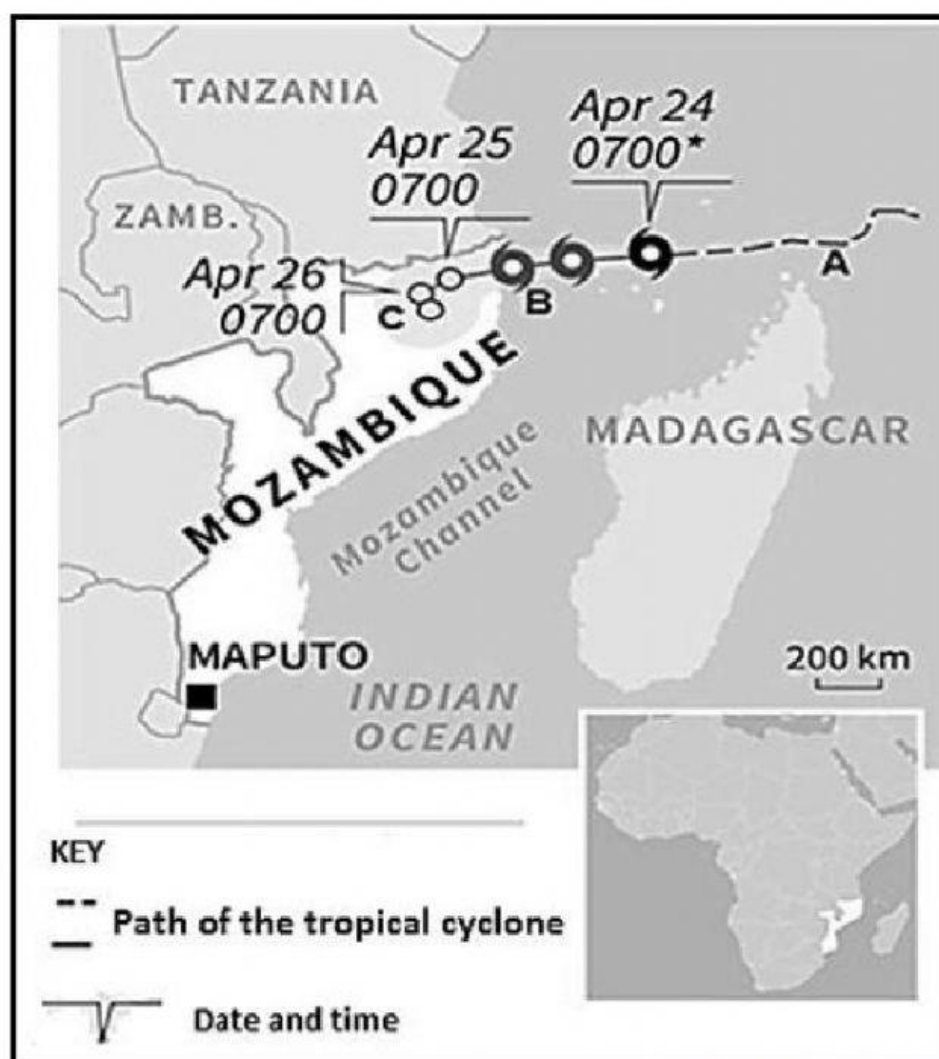 TANZANIA
Apr 24
0700*
Apr 25
0700
ZAMB.
Apr 26
0700
A
B
C
MOZAMBIQUE
MADAGASCAR
Mozambique
Channel
MAPUTO
200 km
INDIAN
OCEAN
KEY
Path of the tropical cyclone
Date and time